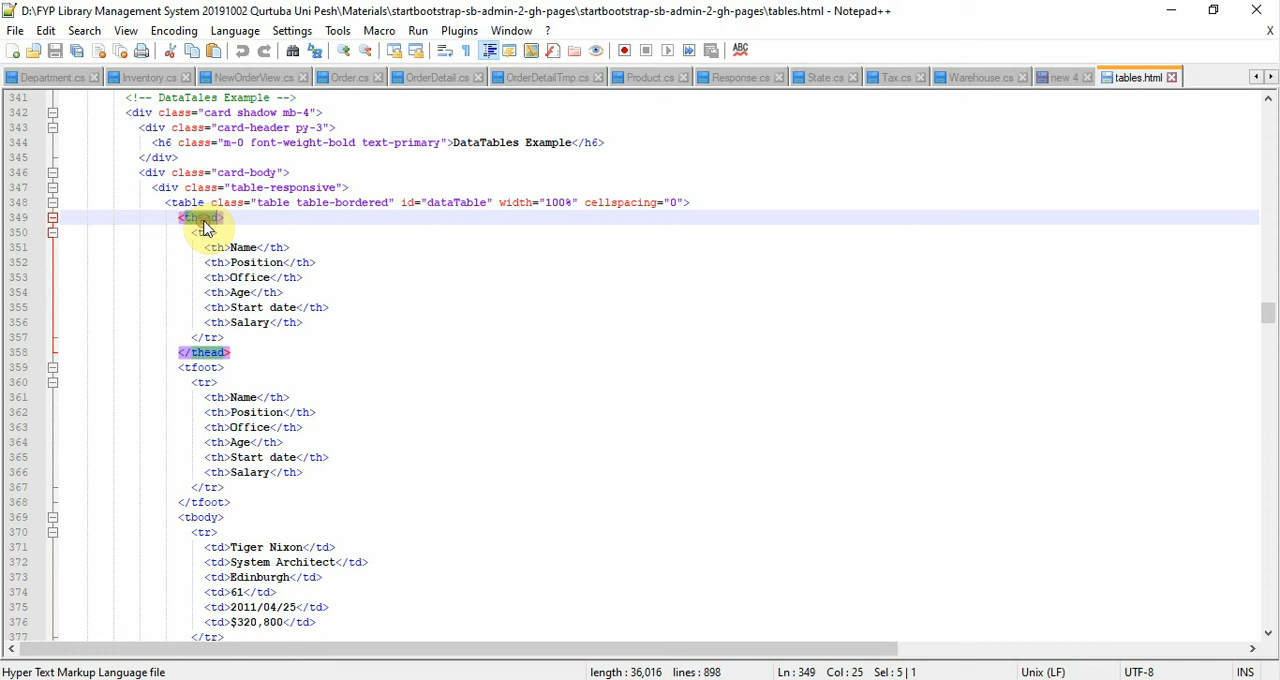 D:\FYP Library Management System 20191002 Qurtuba Uni Pesh\Materials\startbootstrap-sb-admin-2-gh-pages\startbootstrap-sb-admin-2-gh-pages\tables.html - Notepad++
File Edit Search View Encoding Language Settings Tools Macro Run Plugins Window ? X
Department.cs Inventory.cs NewOrderView.cs Order.cs OrderDetail.cs OrderDetailTmp.cs Product.cs Response.cs State.cs Tax.cs Warehouse.cs new 4 tables.html
341 <!-- DataTales Example -->
342 <div class="card shadow mb-4">
343 <div class="card-header py-3">
344 <h6 class="m-0 font-weight-bold text-primary">DataTables Example</h6>
345 </div>
346 <div class="card-body">
347 <div class="table-responsive">
348 <table class="table table-bordered" id="dataTable" width="100%" cellspacing="0">
349 <thead>
350 <tr>
351 <th>Name</th>
352 <th>Position</th>
353 <th>Office</th>
354 <th>Age</th>
355 <th>Start date</th>
356 <th>Salary</th>
357 </tr>
358 </thead>
359 <tfoot>
360 <tr>
361 <th>Name</th>
362 <th>Position</th>
363 <th>Office</th>
364 <th>Age</th>
365 <th>Start date</th>
366 <th>Salary</th>
367 </tr>
368 </tfoot>
369 <tbody>
370 <tr>
371 <td>Tiger Nixon</td>
372 <td>System Architect</td>
373 <td>Edinburgh</td>
374 <td>61</td>
375 <td>2011/04/25</td>
376 <td>$320,800</td>
377 </tr>
Hyper Text Markup Language file length : 36,016 lines : 898 Ln : 349 Col : 25 Sel : 5 | 1 Unix (LF) UTF-8 INS